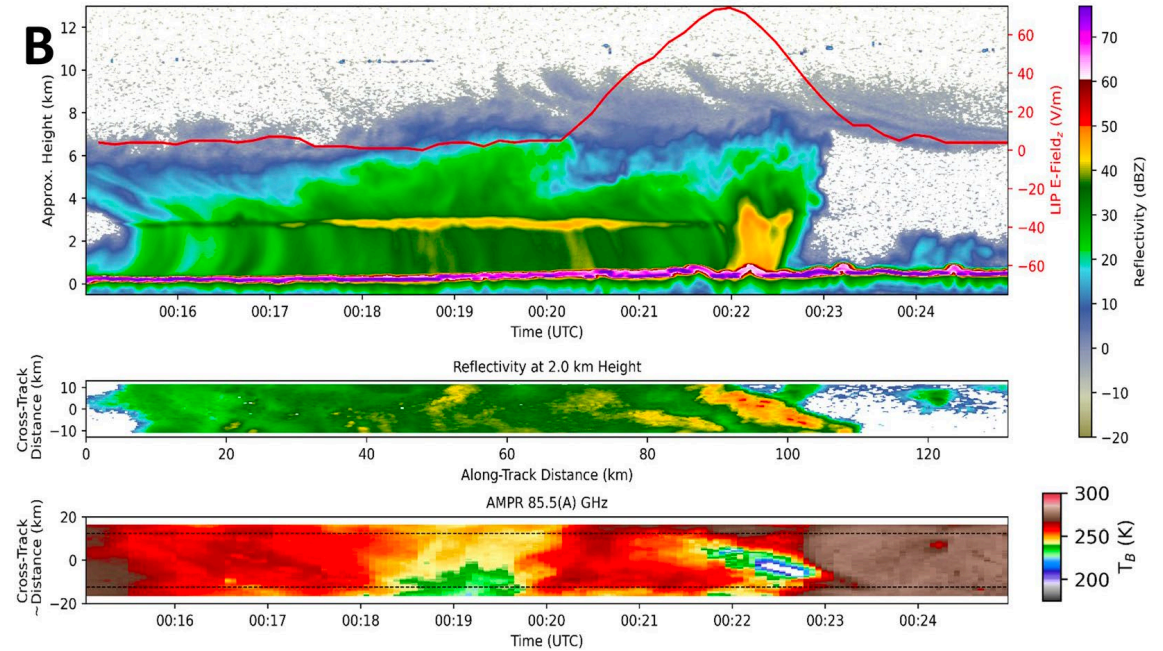 B
12
10
8
6
4
2
0
Approx. Height (km)
60
40
20
0
−20
−40
−60
LIP E-Field_z (V/m)
00:16 00:17 00:18 00:19 00:20 00:21 00:22 00:23 00:24
Time (UTC)
70
60
50
40
30
20
10
0
−10
−20
Reflectivity (dBZ)
Reflectivity at 2.0 km Height
10
0
−10
Cross-Track
Distance (km)
0 20 40 60 80 100 120
Along-Track Distance (km)
AMPR 85.5(A) GHz
20
0
−20
Cross-Track
~Distance (km)
00:16 00:17 00:18 00:19 00:20 00:21 00:22 00:23 00:24
Time (UTC)
300
250
200
T_B (K)